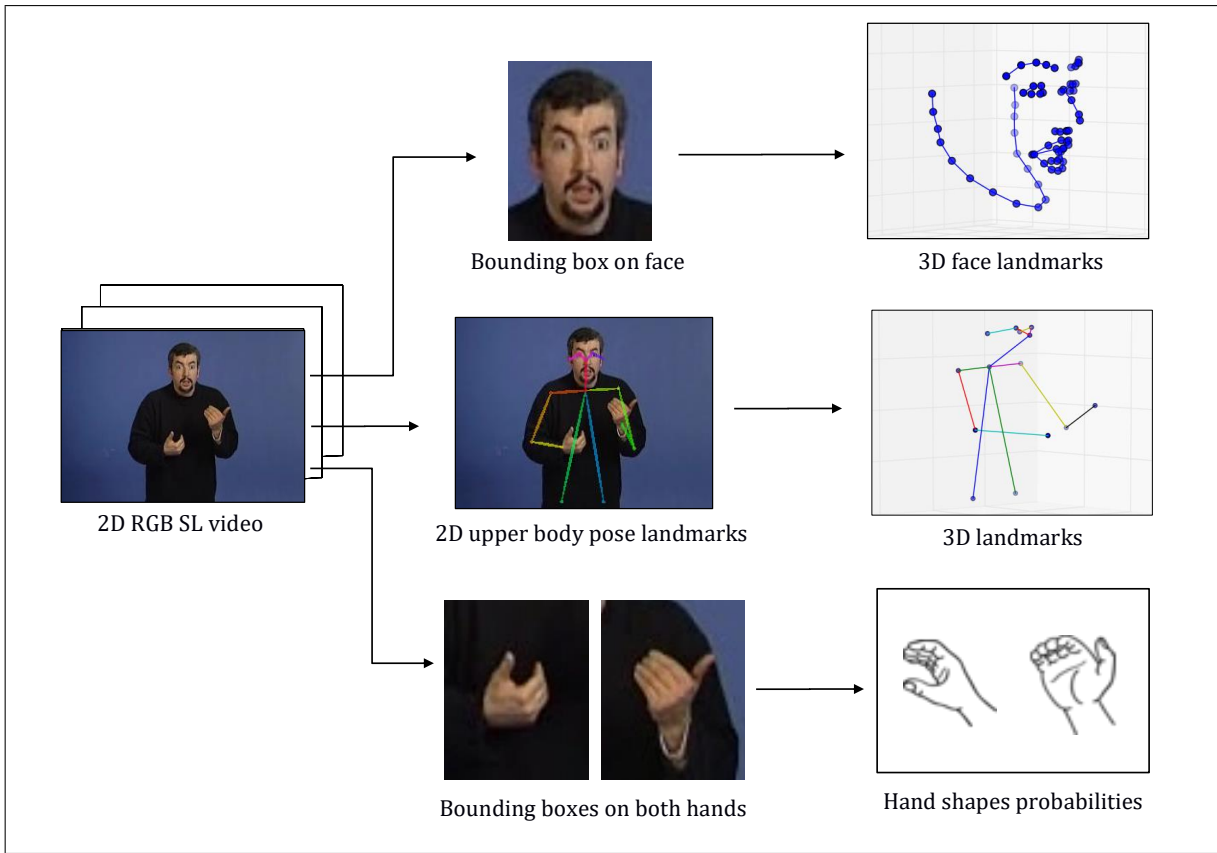 Bounding box on face
3D face landmarks
2D RGB SL video
2D upper body pose landmarks
3D landmarks
Bounding boxes on both hands
Hand shapes probabilities